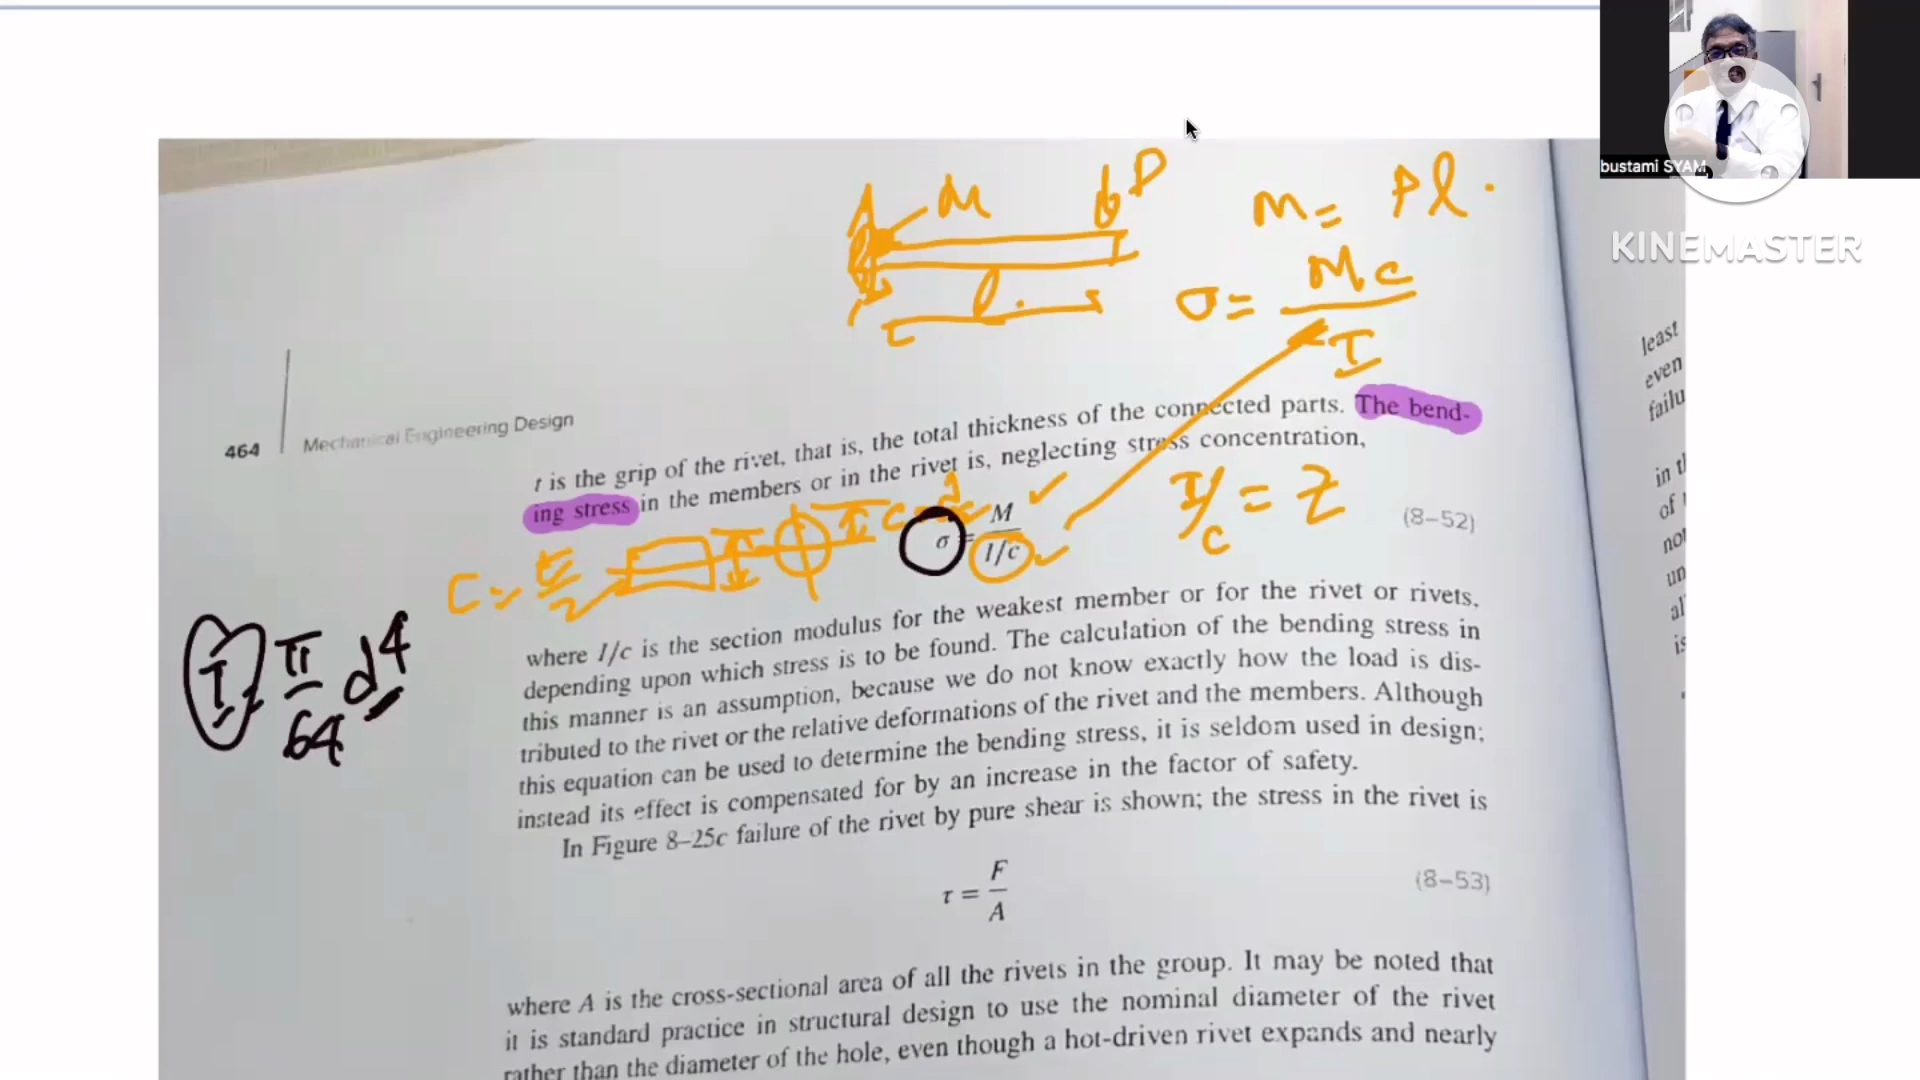 bustami SYAM
KINEMASTER
M P
M = Pl.
l.
σ = Mc
I
464 Mechanical Engineering Design
t is the grip of the rivet, that is, the total thickness of the connected parts. The bend-
ing stress in the members or in the rivet is, neglecting stress concentration,
σ = M
I/c
(8–52)
I/c = Z
C = t/2
I = π/64 d4
where I/c is the section modulus for the weakest member or for the rivet or rivets,
depending upon which stress is to be found. The calculation of the bending stress in
this manner is an assumption, because we do not know exactly how the load is dis-
tributed to the rivet or the relative deformations of the rivet and the members. Although
this equation can be used to determine the bending stress, it is seldom used in design;
instead its effect is compensated for by an increase in the factor of safety.
In Figure 8–25c failure of the rivet by pure shear is shown; the stress in the rivet is
τ = F
A
(8–53)
where A is the cross-sectional area of all the rivets in the group. It may be noted that
it is standard practice in structural design to use the nominal diameter of the rivet
rather than the diameter of the hole, even though a hot-driven rivet expands and nearly
least
even
failu
in th
of
not
un
al
is